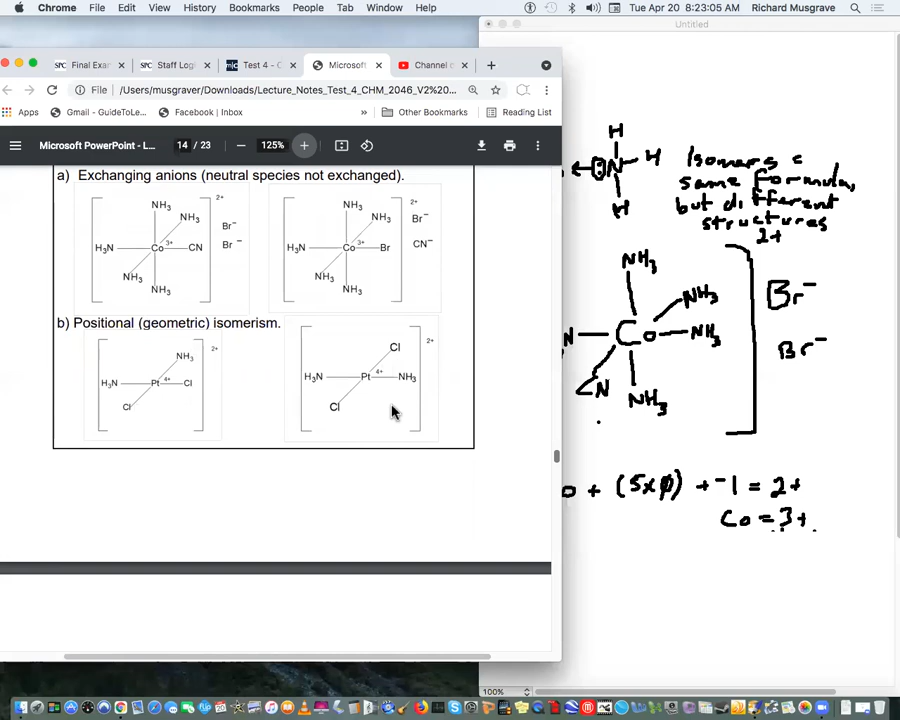 Chrome File Edit View History Bookmarks People Tab Window Help Tue Apr 20 8:23:05 AM Richard Musgrave
Untitled
Final Exam Staff Log Test 4 - C Microsoft Channel c
File /Users/musgraver/Downloads/Lecture_Notes_Test_4_CHM_2046_V2%20...
Apps Gmail - GuideToLe... Facebook | Inbox Other Bookmarks Reading List
Microsoft PowerPoint - L... 14 / 23 125%
a) Exchanging anions (neutral species not exchanged).
NH3
NH3
H3N Co 3+ CN
NH3
NH3
2+
Br-
Br-
NH3
NH3
H3N Co 3+ Br
NH3
NH3
2+
Br-
CN-
b) Positional (geometric) isomerism.
NH3
H3N Pt 4+ Cl
Cl
2+
Cl
H3N Pt 4+ NH3
Cl
2+
H
N H
H
Isomers =
same formula,
but different
structures
2+
NH3
NH3
N Co NH3
CN
NH3
Br-
Br-
o + (5x0) + -1 = 2+
Co = 3+
100%